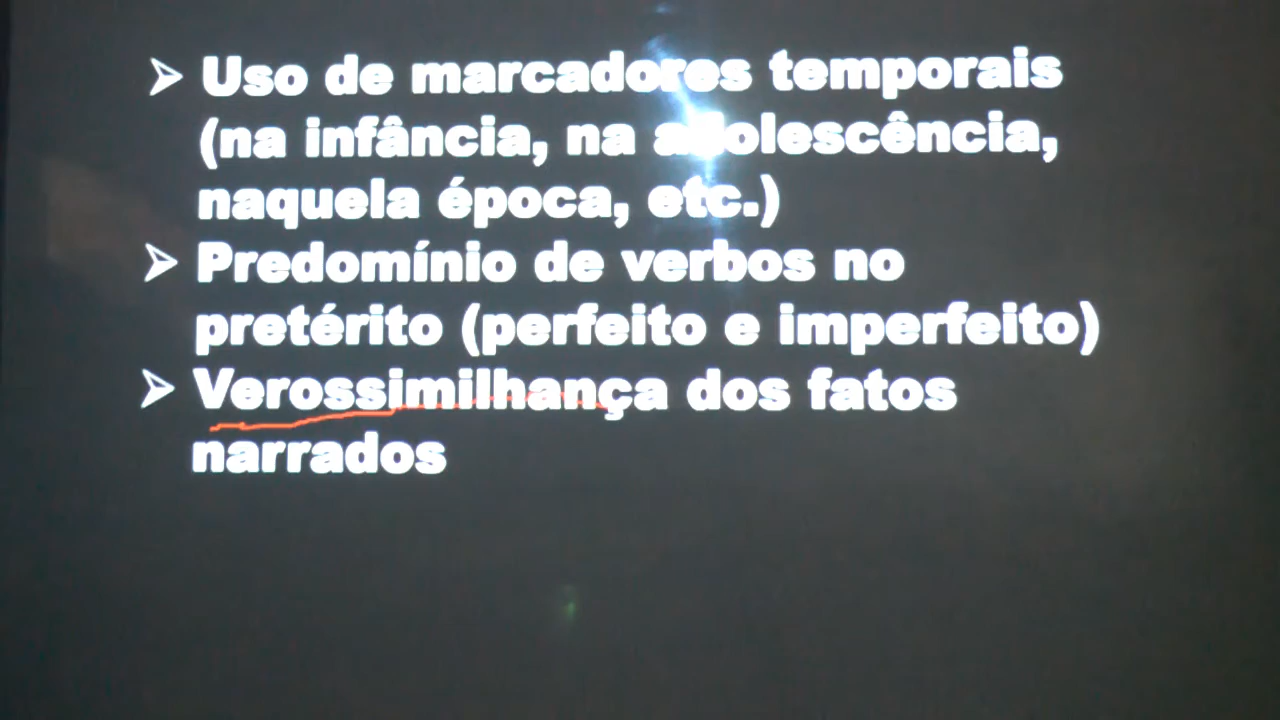 ➢ Uso de marcadores temporais
(na infância, na adolescência,
naquela época, etc.)
➢ Predomínio de verbos no
pretérito (perfeito e imperfeito)
➢ Verossimilhança dos fatos
narrados